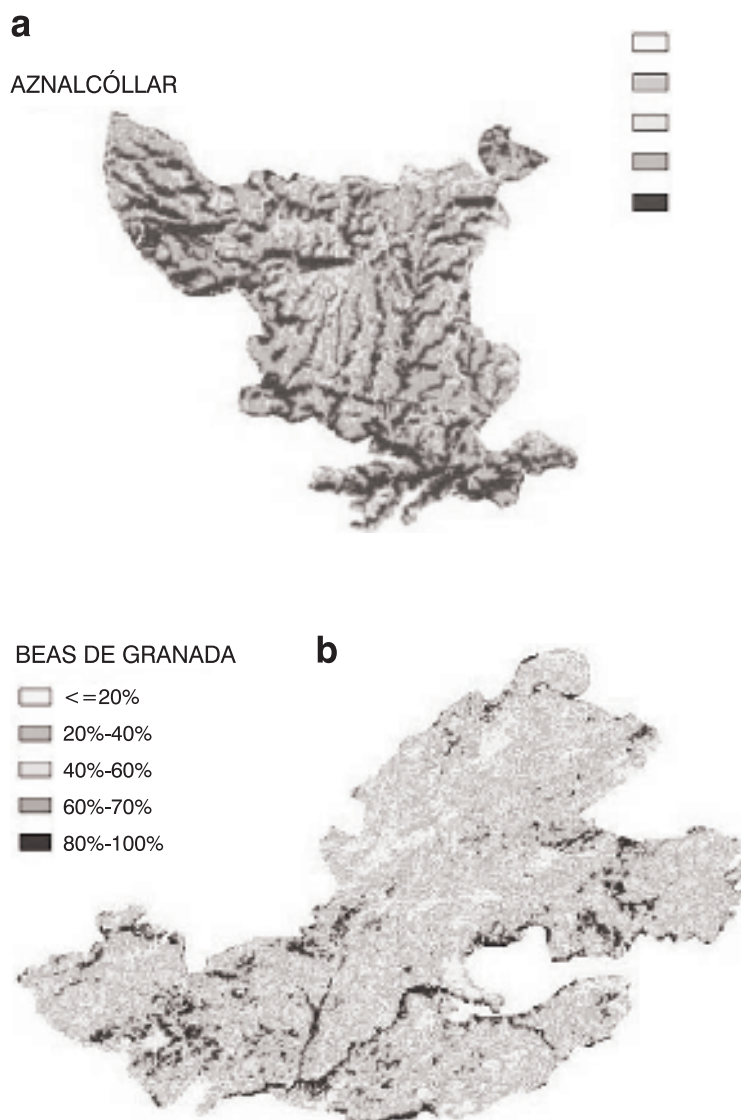 a
AZNALCÓLLAR
BEAS DE GRANADA
b
<=20%
20%-40%
40%-60%
60%-70%
80%-100%